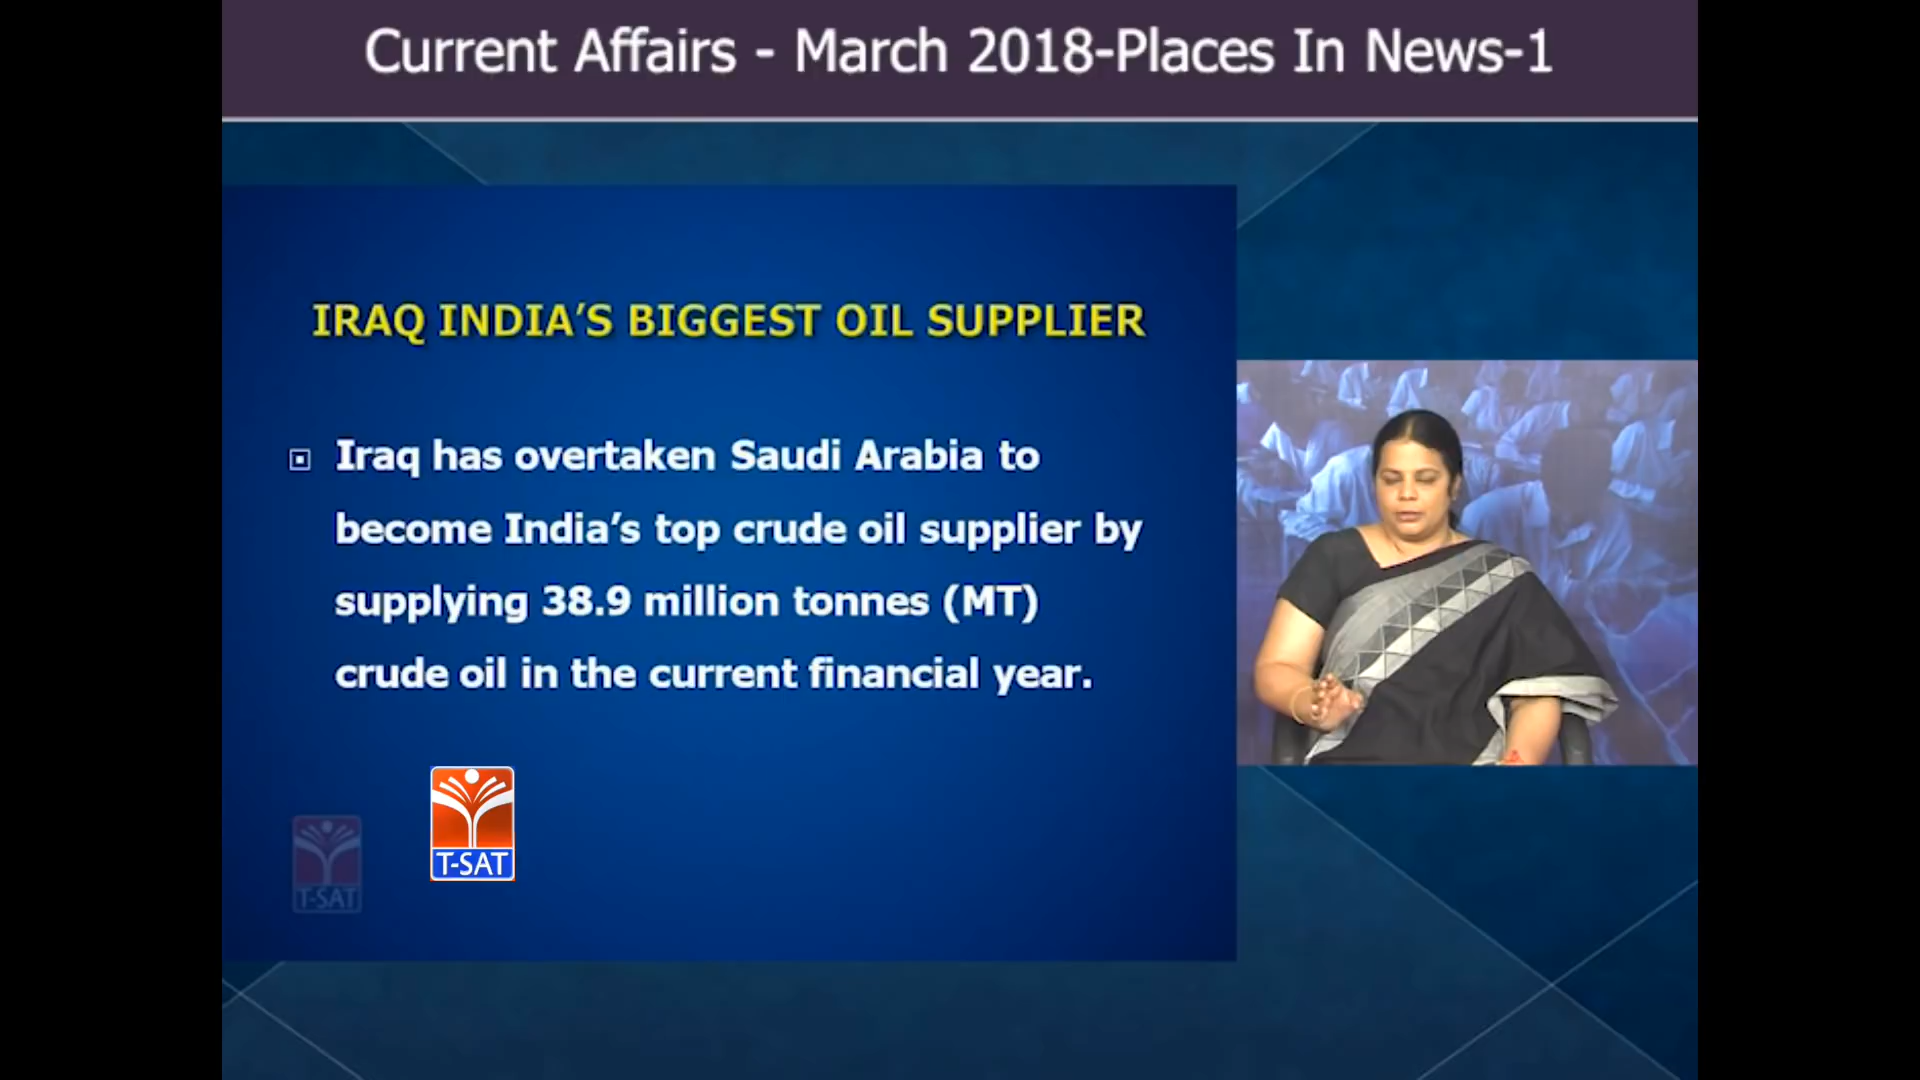 Current Affairs - March 2018-Places In News-1
IRAQ INDIA’S BIGGEST OIL SUPPLIER
Iraq has overtaken Saudi Arabia to
become India’s top crude oil supplier by
supplying 38.9 million tonnes (MT)
crude oil in the current financial year.
T-SAT
T-SAT